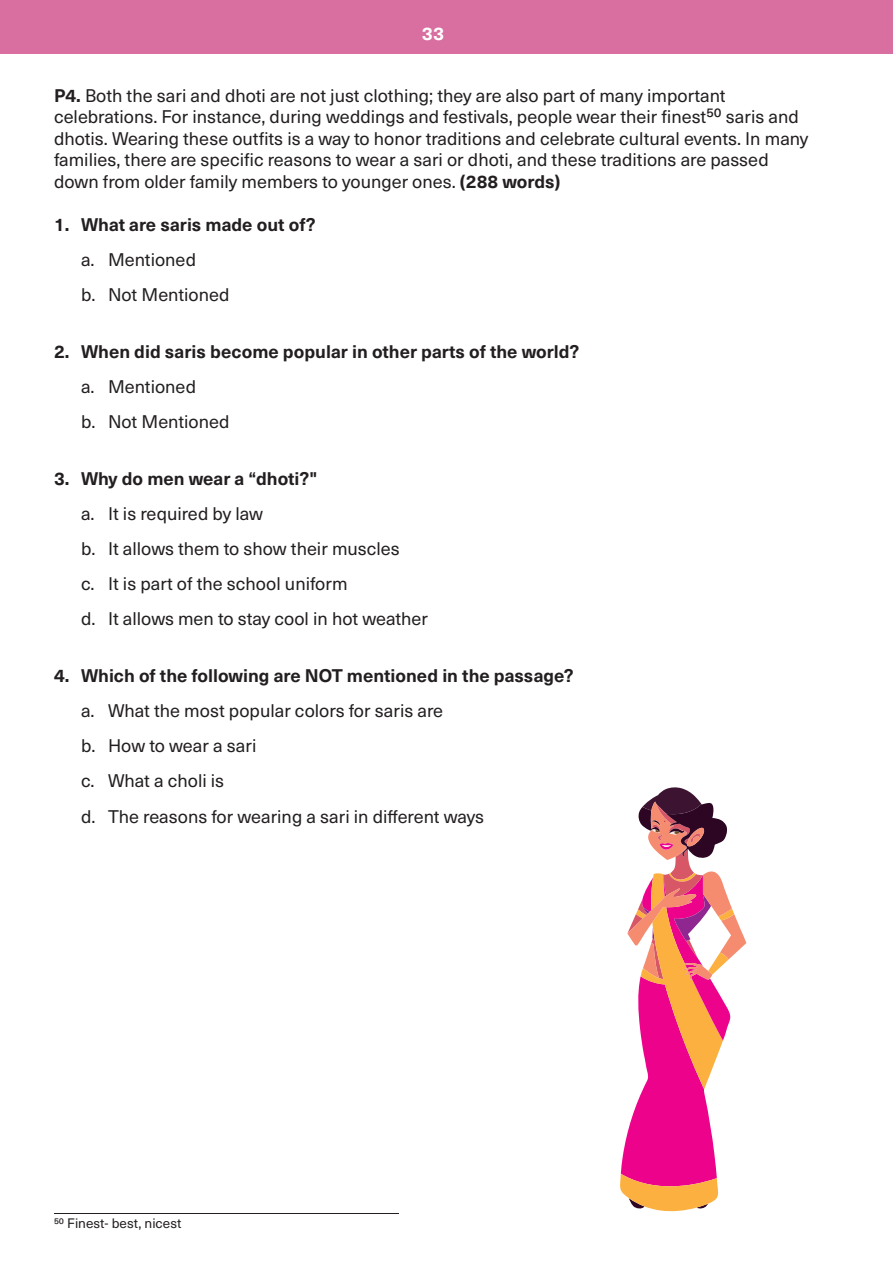 33
P4. Both the sari and dhoti are not just clothing; they are also part of many important
celebrations. For instance, during weddings and festivals, people wear their finest50 saris and
dhotis. Wearing these outfits is a way to honor traditions and celebrate cultural events. In many
families, there are specific reasons to wear a sari or dhoti, and these traditions are passed
down from older family members to younger ones. (288 words)
1. What are saris made out of?
a. Mentioned
b. Not Mentioned
2. When did saris become popular in other parts of the world?
a. Mentioned
b. Not Mentioned
3. Why do men wear a “dhoti?"
a. It is required by law
b. It allows them to show their muscles
c. It is part of the school uniform
d. It allows men to stay cool in hot weather
4. Which of the following are NOT mentioned in the passage?
a. What the most popular colors for saris are
b. How to wear a sari
c. What a choli is
d. The reasons for wearing a sari in different ways
50 Finest- best, nicest